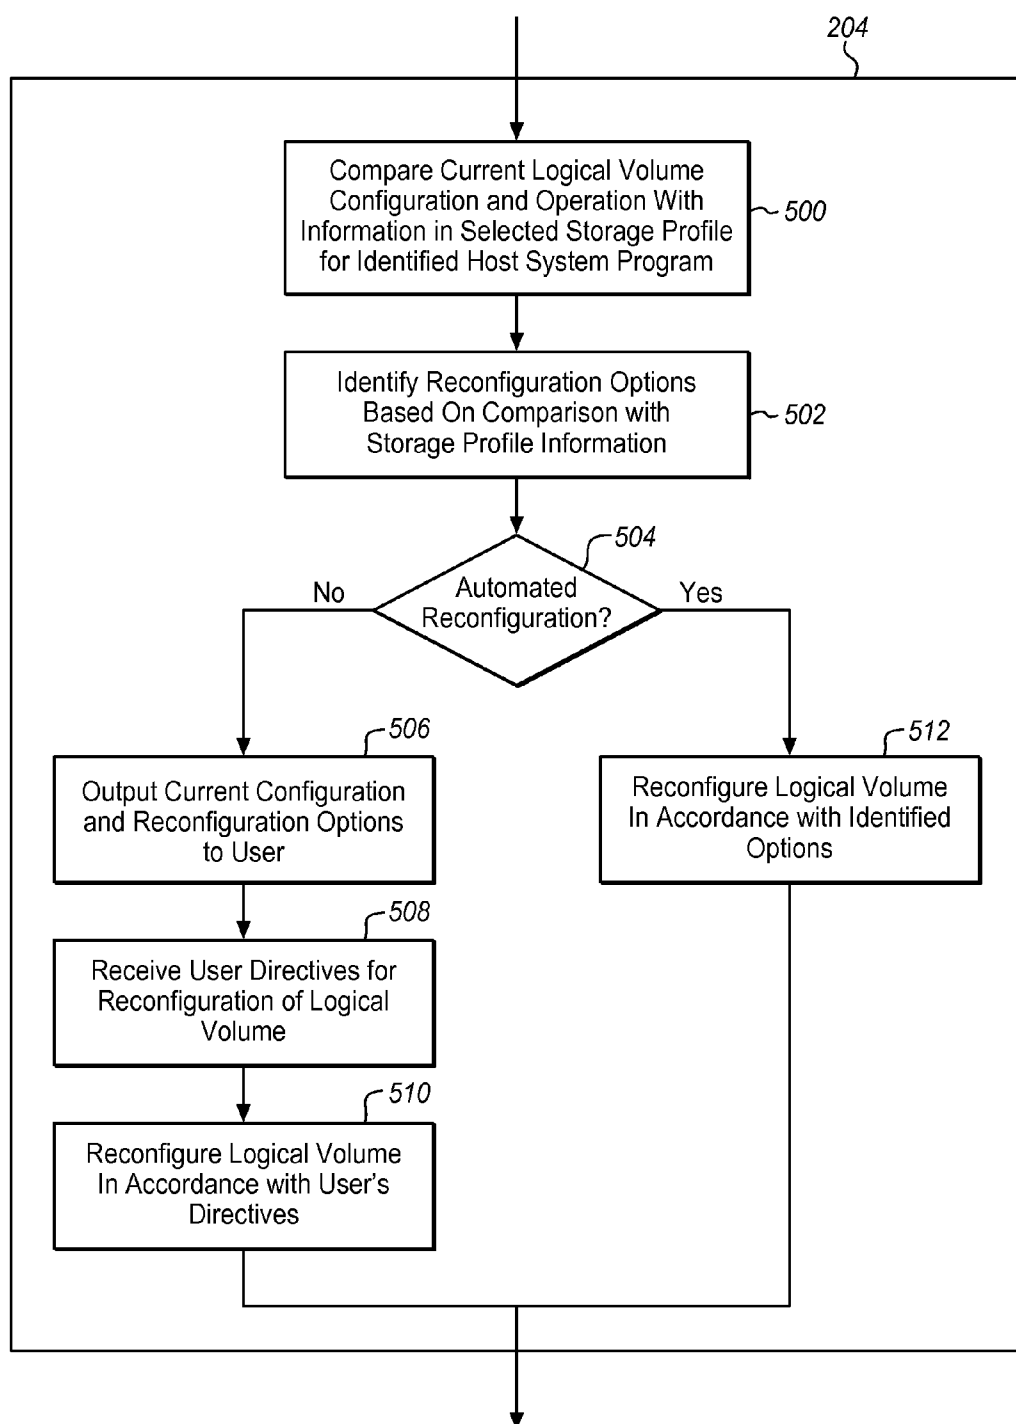 204
Compare Current Logical Volume
Configuration and Operation With
Information in Selected Storage Profile
for Identified Host System Program
500
Identify Reconfiguration Options
Based On Comparison with
Storage Profile Information
502
504
Automated
Reconfiguration?
No
Yes
506
Output Current Configuration
and Reconfiguration Options
to User
512
Reconfigure Logical Volume
In Accordance with Identified
Options
508
Receive User Directives for
Reconfiguration of Logical
Volume
510
Reconfigure Logical Volume
In Accordance with User's
Directives